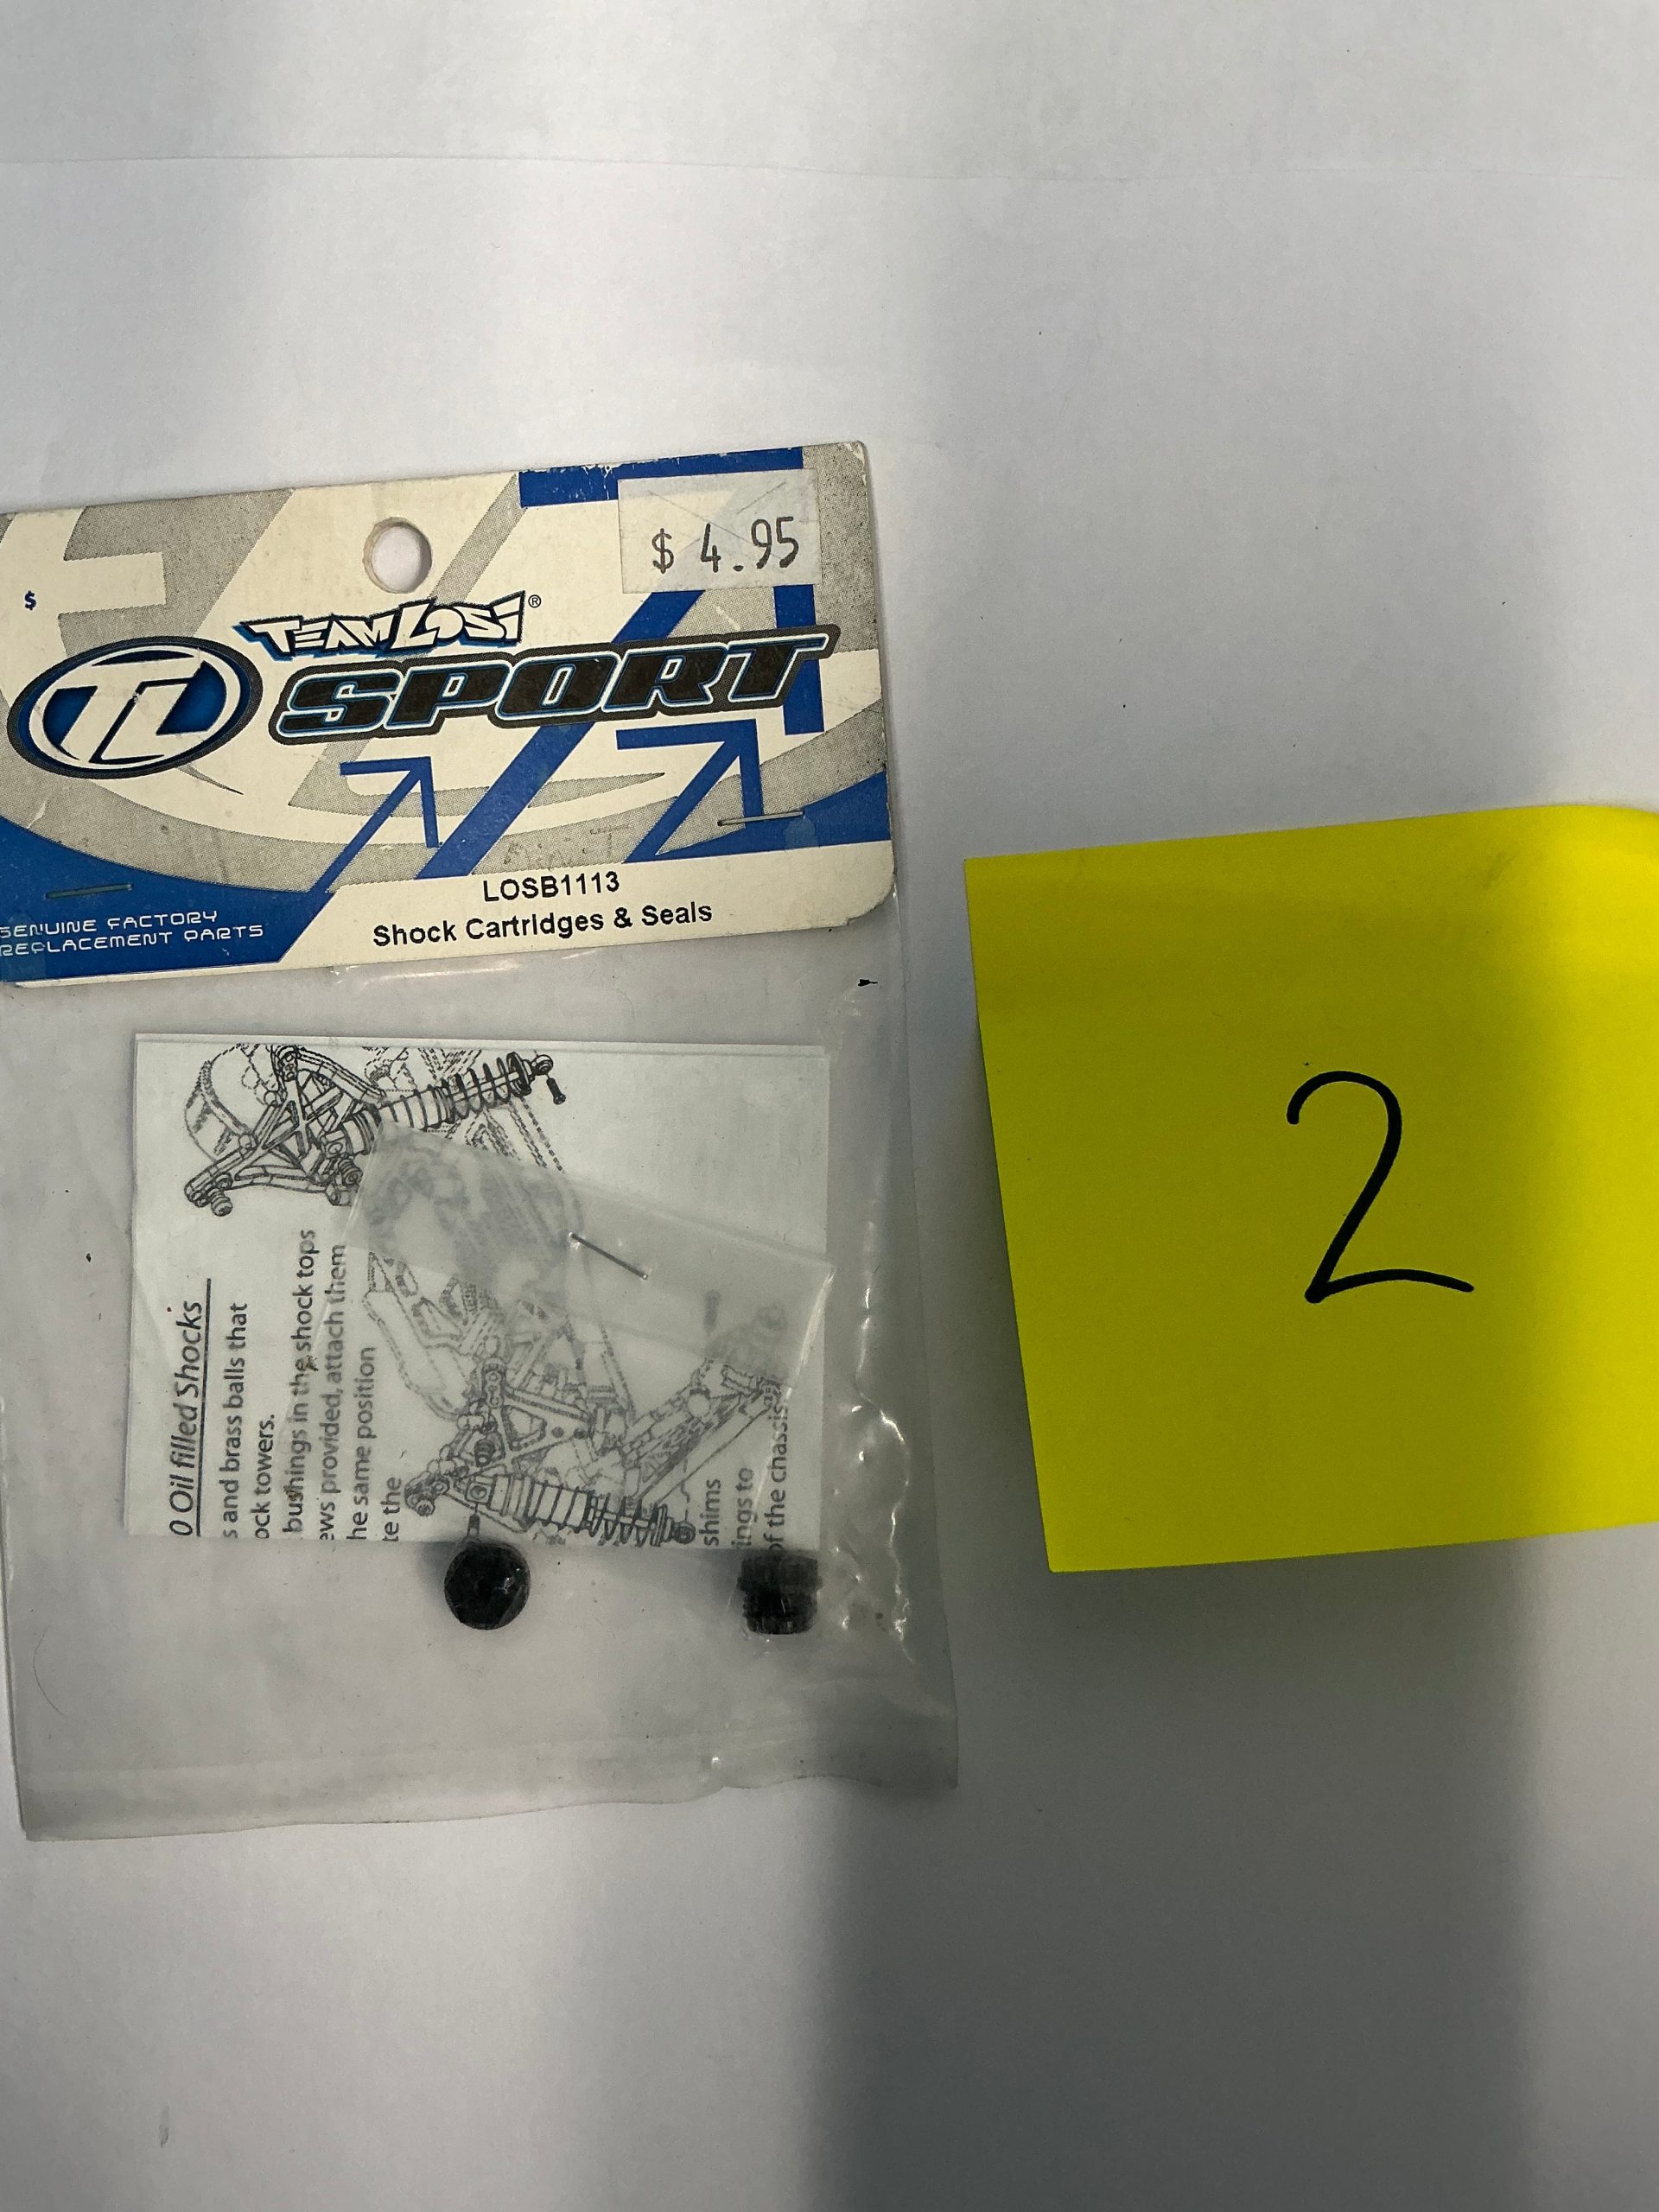 $ 4.95
$
TEAM LOSI®
TL
SPORT
LOSB1113
Shock Cartridges & Seals
GENUINE FACTORY
REPLACEMENT PARTS
0 Oil filled Shocks
s and brass balls that
ock towers.
bushings in the shock tops
ews provided, attach them
he same position
te the
shims
ings to
of the chassis
2